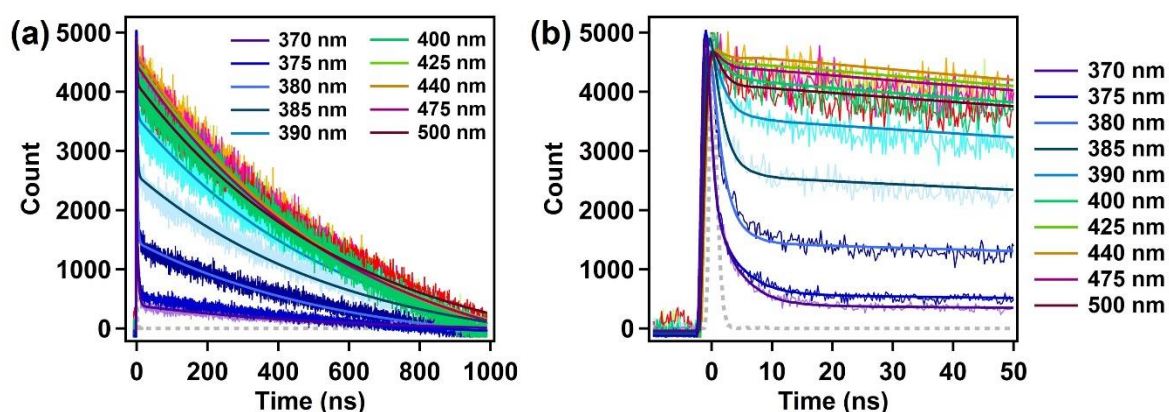 (a)
Count
5000
4000
3000
2000
1000
0
370 nm 400 nm
375 nm 425 nm
380 nm 440 nm
385 nm 475 nm
390 nm 500 nm
0 200 400 600 800 1000
Time (ns)
(b)
Count
5000
4000
3000
2000
1000
0
0 10 20 30 40 50
Time (ns)
370 nm
375 nm
380 nm
385 nm
390 nm
400 nm
425 nm
440 nm
475 nm
500 nm